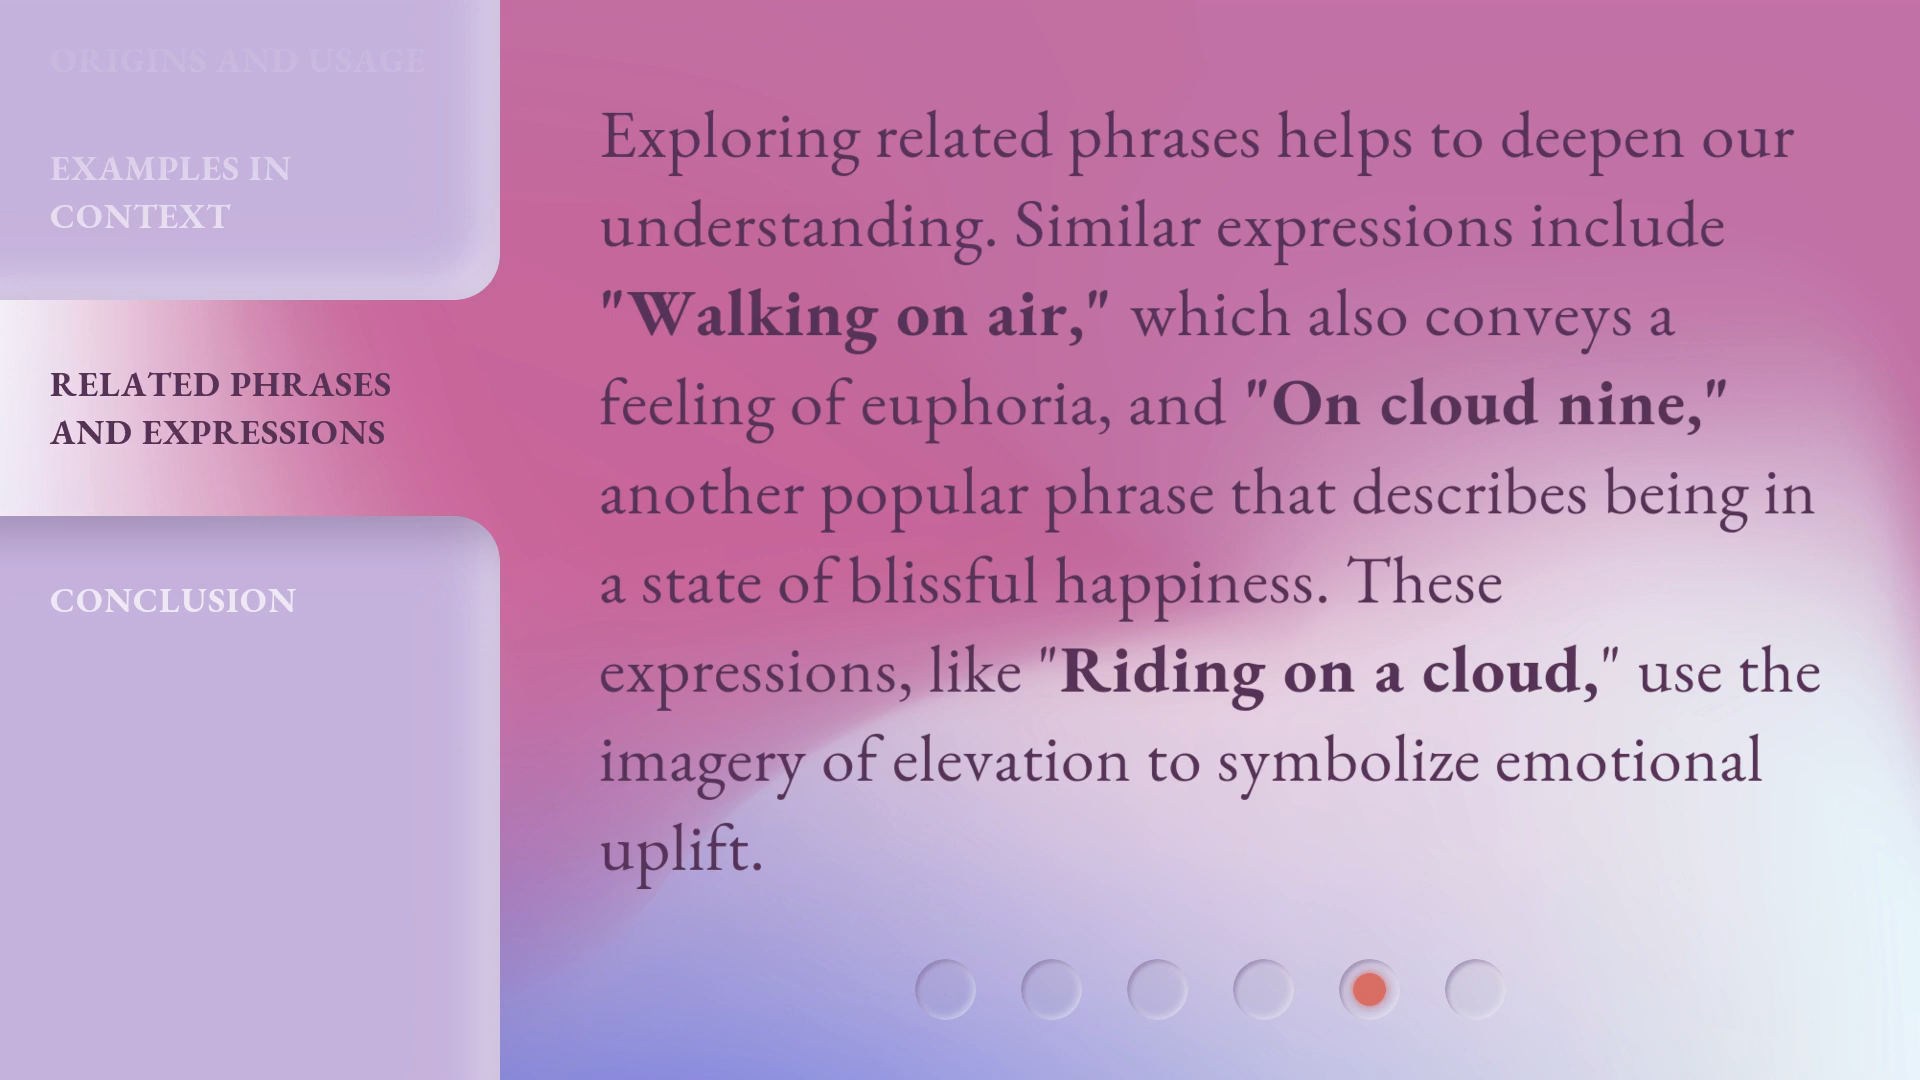 ORIGINS AND USAGE
EXAMPLES IN
CONTEXT
RELATED PHRASES
AND EXPRESSIONS
CONCLUSION
Exploring related phrases helps to deepen our
understanding. Similar expressions include
"Walking on air," which also conveys a
feeling of euphoria, and "On cloud nine,"
another popular phrase that describes being in
a state of blissful happiness. These
expressions, like "Riding on a cloud," use the
imagery of elevation to symbolize emotional
uplift.